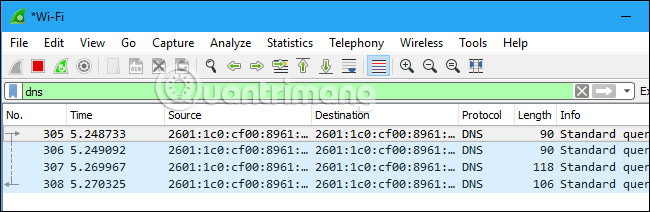 *Wi-Fi
File Edit View Go Capture Analyze Statistics Telephony Wireless Tools Help
Quantrimang
dns
No. Time Source Destination Protocol Length Info
305 5.248733 2601:1c0:cf00:8961:… 2601:1c0:cf00:8961:… DNS 90 Standard quer
306 5.249092 2601:1c0:cf00:8961:… 2601:1c0:cf00:8961:… DNS 90 Standard quer
307 5.269967 2601:1c0:cf00:8961:… 2601:1c0:cf00:8961:… DNS 118 Standard quer
308 5.270325 2601:1c0:cf00:8961:… 2601:1c0:cf00:8961:… DNS 106 Standard quer